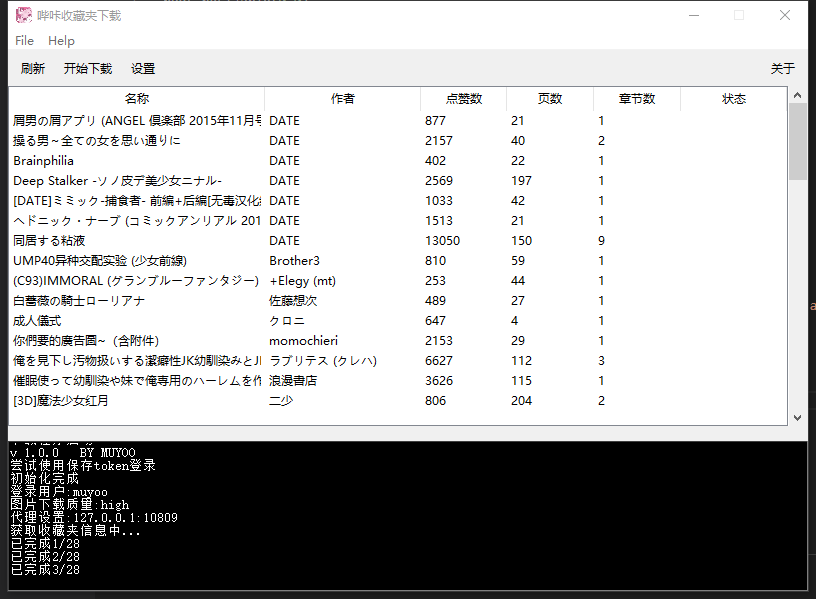 哔咔收藏夹下载
File Help
刷新 开始下载 设置 关于
名称 作者 点赞数 页数 章节数 状态
屑男の屑アプリ (ANGEL 倶楽部 2015年11月号 DATE 877 21 1
操る男～全ての女を思い通りに DATE 2157 40 2
Brainphilia DATE 402 22 1
Deep Stalker -ソノ皮デ美少女ニナル- DATE 2569 197 1
[DATE]ミミック-捕食者- 前編+后編[无毒汉化 DATE 1033 42 1
ヘドニック・ナーブ (コミックアンリアル 201 DATE 1513 21 1
同居する粘液 DATE 13050 150 9
UMP40异种交配实验 (少女前線) Brother3 810 59 1
(C93)IMMORAL (グランブルーファンタジー) +Elegy (mt) 253 44 1
白薔薇の騎士ローリアナ 佐藤想次 489 27 1
成人儀式 クロニ 647 4 1
你們要的廣告圖~（含附件） momochieri 2153 29 1
俺を見下し汚物扱いする潔癖性JK幼馴染みとJ ラブリテス (クレハ) 6627 112 3
催眠使って幼馴染や妹で俺専用のハーレムを作 浪漫書店 3626 115 1
[3D]魔法少女红月 二少 806 204 2
v 1.0.0 BY MUYOO
尝试使用保存token登录
初始化完成
登录用户:muyoo
图片下载质量:high
代理设置:127.0.0.1:10809
获取收藏夹信息中...
已完成1/28
已完成2/28
已完成3/28